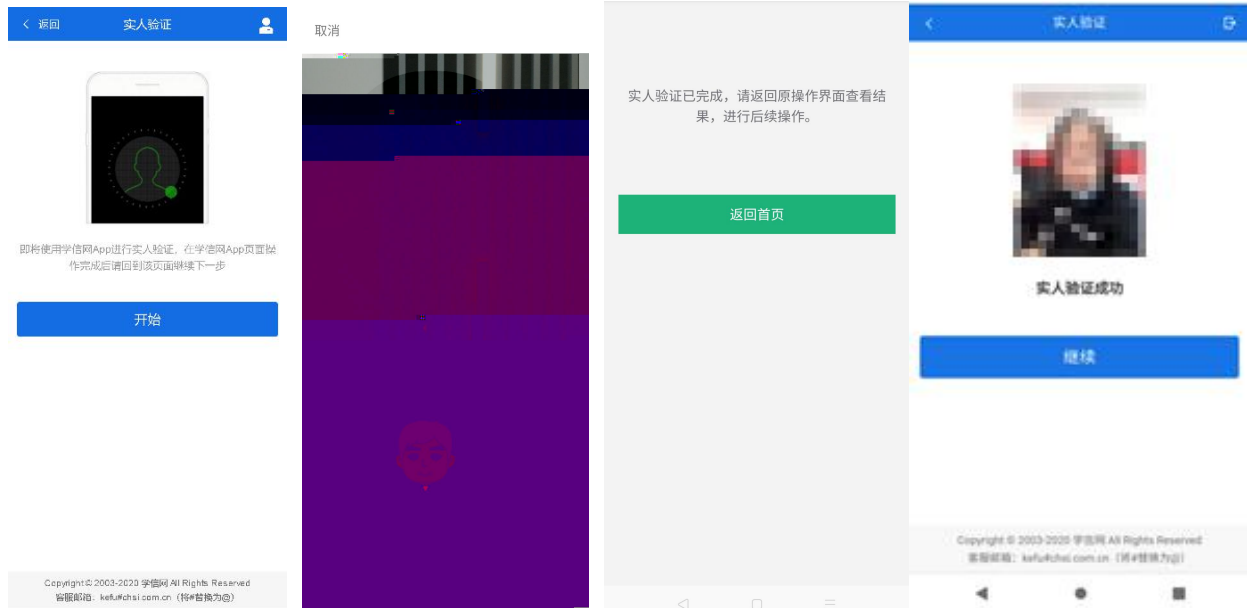 返回
实人验证
即将使用学信网App进行实人验证，在学信网App页面操
作完成后请回到该页面继续下一步
开始
Copyright © 2003-2020 学信网 All Rights Reserved
客服邮箱：kefu#chsi.com.cn（将#替换为@）
取消
实人验证已完成，请返回原操作界面查看结
果，进行后续操作。
返回首页
实人验证
实人验证成功
继续
Copyright © 2003-2020 学信网 All Rights Reserved
客服邮箱：kefu#chsi.com.cn（将#替换为@）